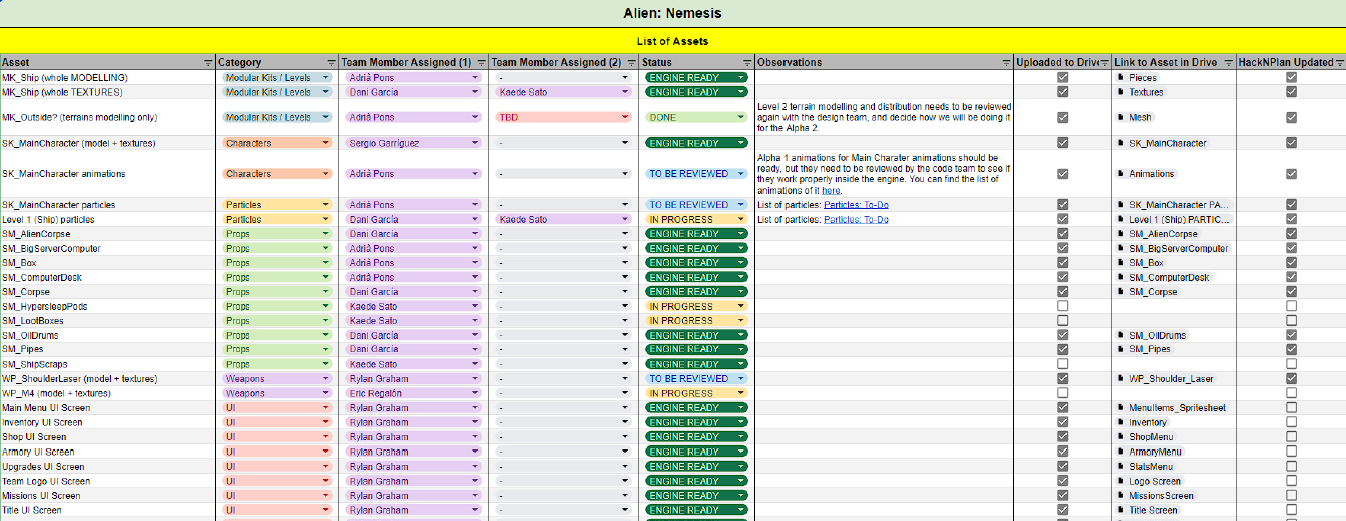 Alien: Nemesis
List of Assets
Asset Category Team Member Assigned (1) Team Member Assigned (2) Status Observations Uploaded to Drive Link to Asset in Drive HackNPlan Updated
MK_Ship (whole MODELLING) Modular Kits / Levels Adrià Pons - ENGINE READY Pieces
MK_Ship (whole TEXTURES) Modular Kits / Levels Dani García Kaede Sato ENGINE READY Textures
MK_Outside? (terrains modelling only) Modular Kits / Levels Adrià Pons TBD DONE Level 2 terrain modelling and distribution needs to be reviewed
again with the design team, and decide how we will be doing it
for the Alpha 2. Mesh
SK_MainCharacter (model + textures) Characters Sergio Garríguez - ENGINE READY SK_MainCharacter
SK_MainCharacter animations Characters Adrià Pons - TO BE REVIEWED Alpha 1 animations for Main Charater animations should be
ready, but they need to be reviewed by the code team to see if
they work properly inside the engine. You can find the list of
animations of it here. Animations
SK_MainCharacter particles Particles Adrià Pons - TO BE REVIEWED List of particles: Particles: To-Do SK_MainCharacter PA...
Level 1 (Ship) particles Particles Dani García Kaede Sato IN PROGRESS List of particles: Particles: To-Do Level 1 (Ship) PARTIC...
SM_AlienCorpse Props Dani García - ENGINE READY SM_AlienCorpse
SM_BigServerComputer Props Adrià Pons - ENGINE READY SM_BigServerComputer
SM_Box Props Adrià Pons - ENGINE READY SM_Box
SM_ComputerDesk Props Adrià Pons - ENGINE READY SM_ComputerDesk
SM_Corpse Props Dani García - ENGINE READY SM_Corpse
SM_HypersleepPods Props Kaede Sato - IN PROGRESS
SM_LootBoxes Props Kaede Sato - IN PROGRESS
SM_OilDrums Props Dani García - ENGINE READY SM_OilDrums
SM_Pipes Props Dani García - ENGINE READY SM_Pipes
SM_ShipScraps Props Kaede Sato - ENGINE READY
WP_ShoulderLaser (model + textures) Weapons Rylan Graham - TO BE REVIEWED WP_Shoulder_Laser
WP_M4 (model + textures) Weapons Eric Regalón - IN PROGRESS
Main Menu UI Screen UI Rylan Graham - ENGINE READY MenuItems_Spritesheet
Inventory UI Screen UI Rylan Graham - ENGINE READY Inventory
Shop UI Screen UI Rylan Graham - ENGINE READY ShopMenu
Armory UI Screen UI Rylan Graham - ENGINE READY ArmoryMenu
Upgrades UI Screen UI Rylan Graham - ENGINE READY StatsMenu
Team Logo UI Screen UI Rylan Graham - ENGINE READY Logo Screen
Missions UI Screen UI Rylan Graham - ENGINE READY MissionsScreen
Title UI Screen UI Rylan Graham - ENGINE READY Title Screen